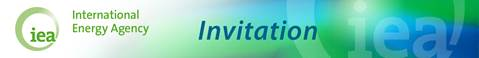 iea
International
Energy Agency
Invitation
iea